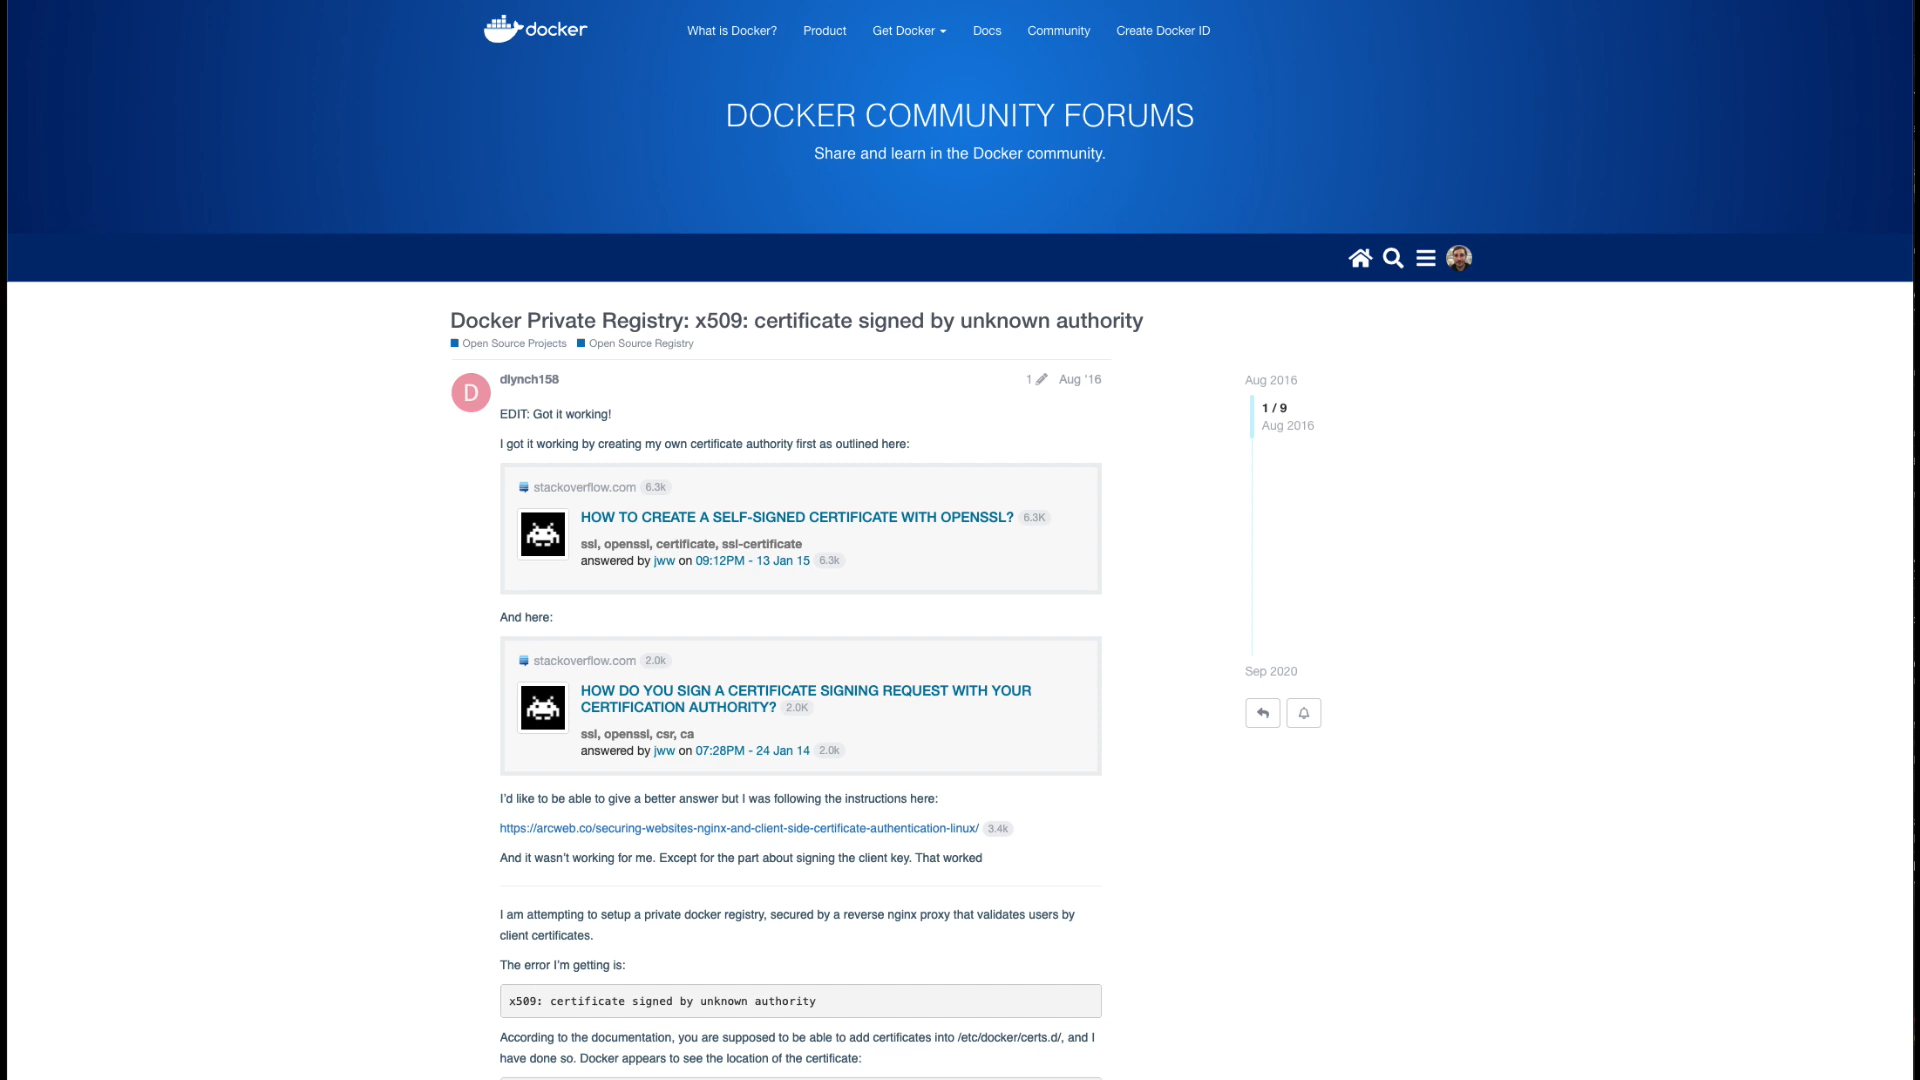 docker
What is Docker?
Product
Get Docker
Docs
Community
Create Docker ID
DOCKER COMMUNITY FORUMS
Share and learn in the Docker community.
Docker Private Registry: x509: certificate signed by unknown authority
Open Source Projects
Open Source Registry
D
dlynch158
1
Aug '16
EDIT: Got it working!
I got it working by creating my own certificate authority first as outlined here:
stackoverflow.com 6.3k
HOW TO CREATE A SELF-SIGNED CERTIFICATE WITH OPENSSL? 6.3K
ssl, openssl, certificate, ssl-certificate
answered by jww on 09:12PM - 13 Jan 15 6.3k
And here:
stackoverflow.com 2.0k
HOW DO YOU SIGN A CERTIFICATE SIGNING REQUEST WITH YOUR
CERTIFICATION AUTHORITY? 2.0K
ssl, openssl, csr, ca
answered by jww on 07:28PM - 24 Jan 14 2.0k
I'd like to be able to give a better answer but I was following the instructions here:
https://arcweb.co/securing-websites-nginx-and-client-side-certificate-authentication-linux/ 3.4k
And it wasn't working for me. Except for the part about signing the client key. That worked
I am attempting to setup a private docker registry, secured by a reverse nginx proxy that validates users by
client certificates.
The error I'm getting is:
x509: certificate signed by unknown authority
According to the documentation, you are supposed to be able to add certificates into /etc/docker/certs.d/, and I
have done so. Docker appears to see the location of the certificate:
Aug 2016
1 / 9
Aug 2016
Sep 2020